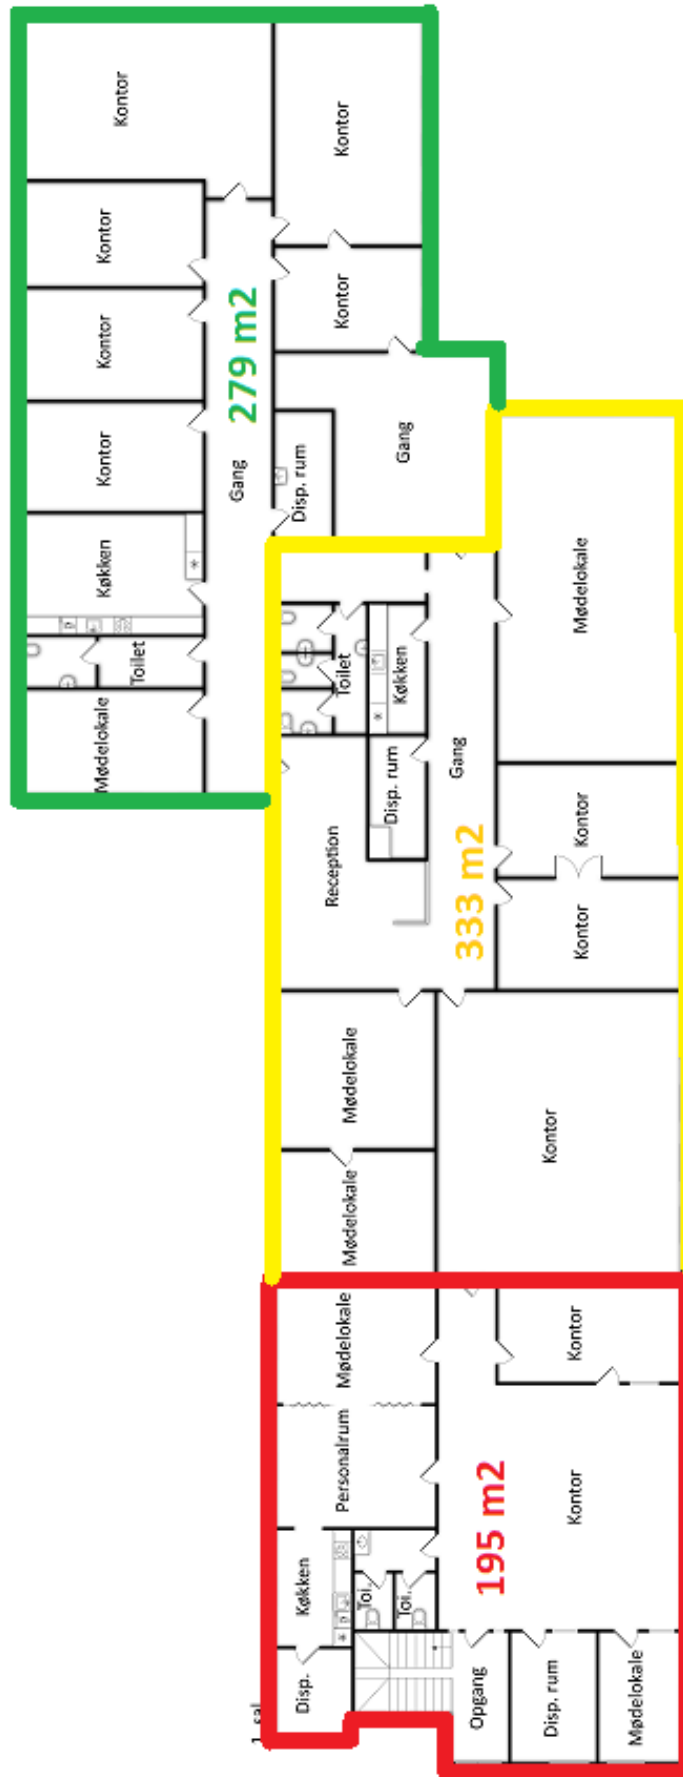 Kontor
Kontor
Kontor
Kontor
Kontor
279 m2
Kontor
Gang
Gang
Disp. rum
Køkken
Toilet
Mødelokale
Mødelokale
Toilet
Køkken
Gang
Disp. rum
Reception
Kontor
333 m2
Kontor
Mødelokale
Kontor
Mødelokale
Mødelokale
Kontor
Personalrum
195 m2
Kontor
Køkken
Toi.
Toi.
Disp.
Opgang
Disp. rum
Mødelokale
1. sal